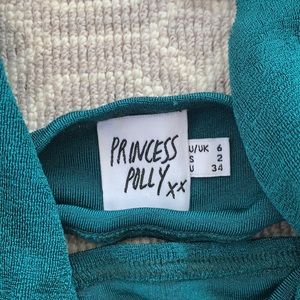 PRINCESS
POLLY xx
U/UK 6
S 2
U 34